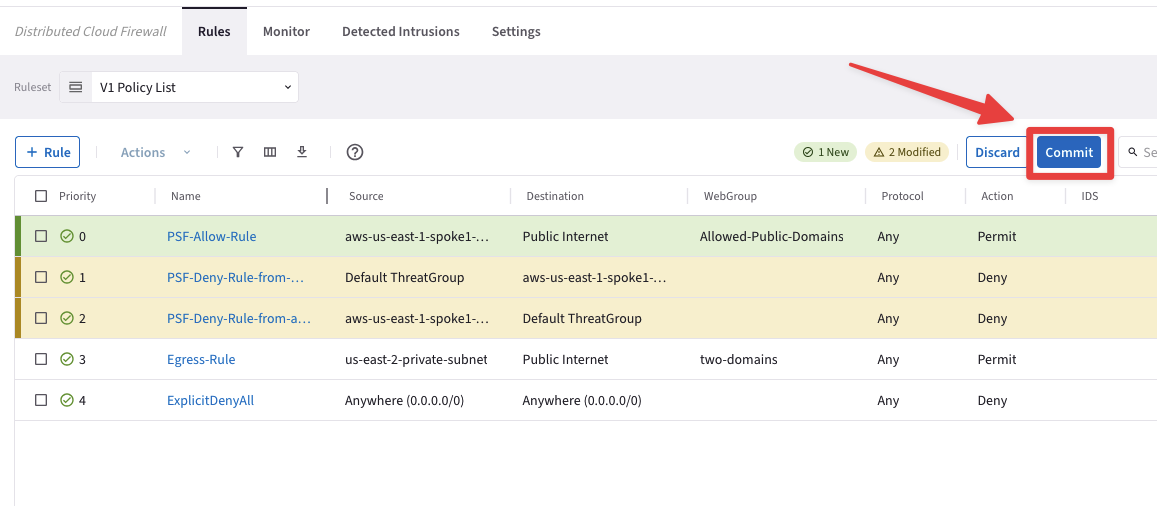 Distributed Cloud Firewall Rules Monitor Detected Intrusions Settings
Ruleset V1 Policy List
+ Rule Actions ? 1 New 2 Modified Discard Commit Se
Priority Name Source Destination WebGroup Protocol Action IDS
0 PSF-Allow-Rule aws-us-east-1-spoke1-... Public Internet Allowed-Public-Domains Any Permit
1 PSF-Deny-Rule-from-... Default ThreatGroup aws-us-east-1-spoke1-... Any Deny
2 PSF-Deny-Rule-from-a... aws-us-east-1-spoke1-... Default ThreatGroup Any Deny
3 Egress-Rule us-east-2-private-subnet Public Internet two-domains Any Permit
4 ExplicitDenyAll Anywhere (0.0.0.0/0) Anywhere (0.0.0.0/0) Any Deny